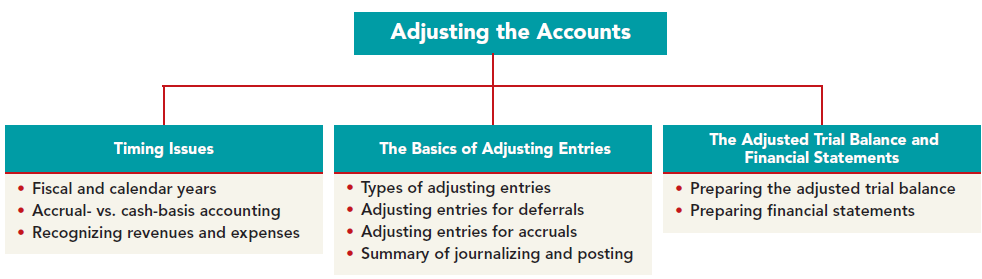 Adjusting the Accounts
Timing Issues
• Fiscal and calendar years
• Accrual- vs. cash-basis accounting
• Recognizing revenues and expenses
The Basics of Adjusting Entries
• Types of adjusting entries
• Adjusting entries for deferrals
• Adjusting entries for accruals
• Summary of journalizing and posting
The Adjusted Trial Balance and
Financial Statements
• Preparing the adjusted trial balance
• Preparing financial statements